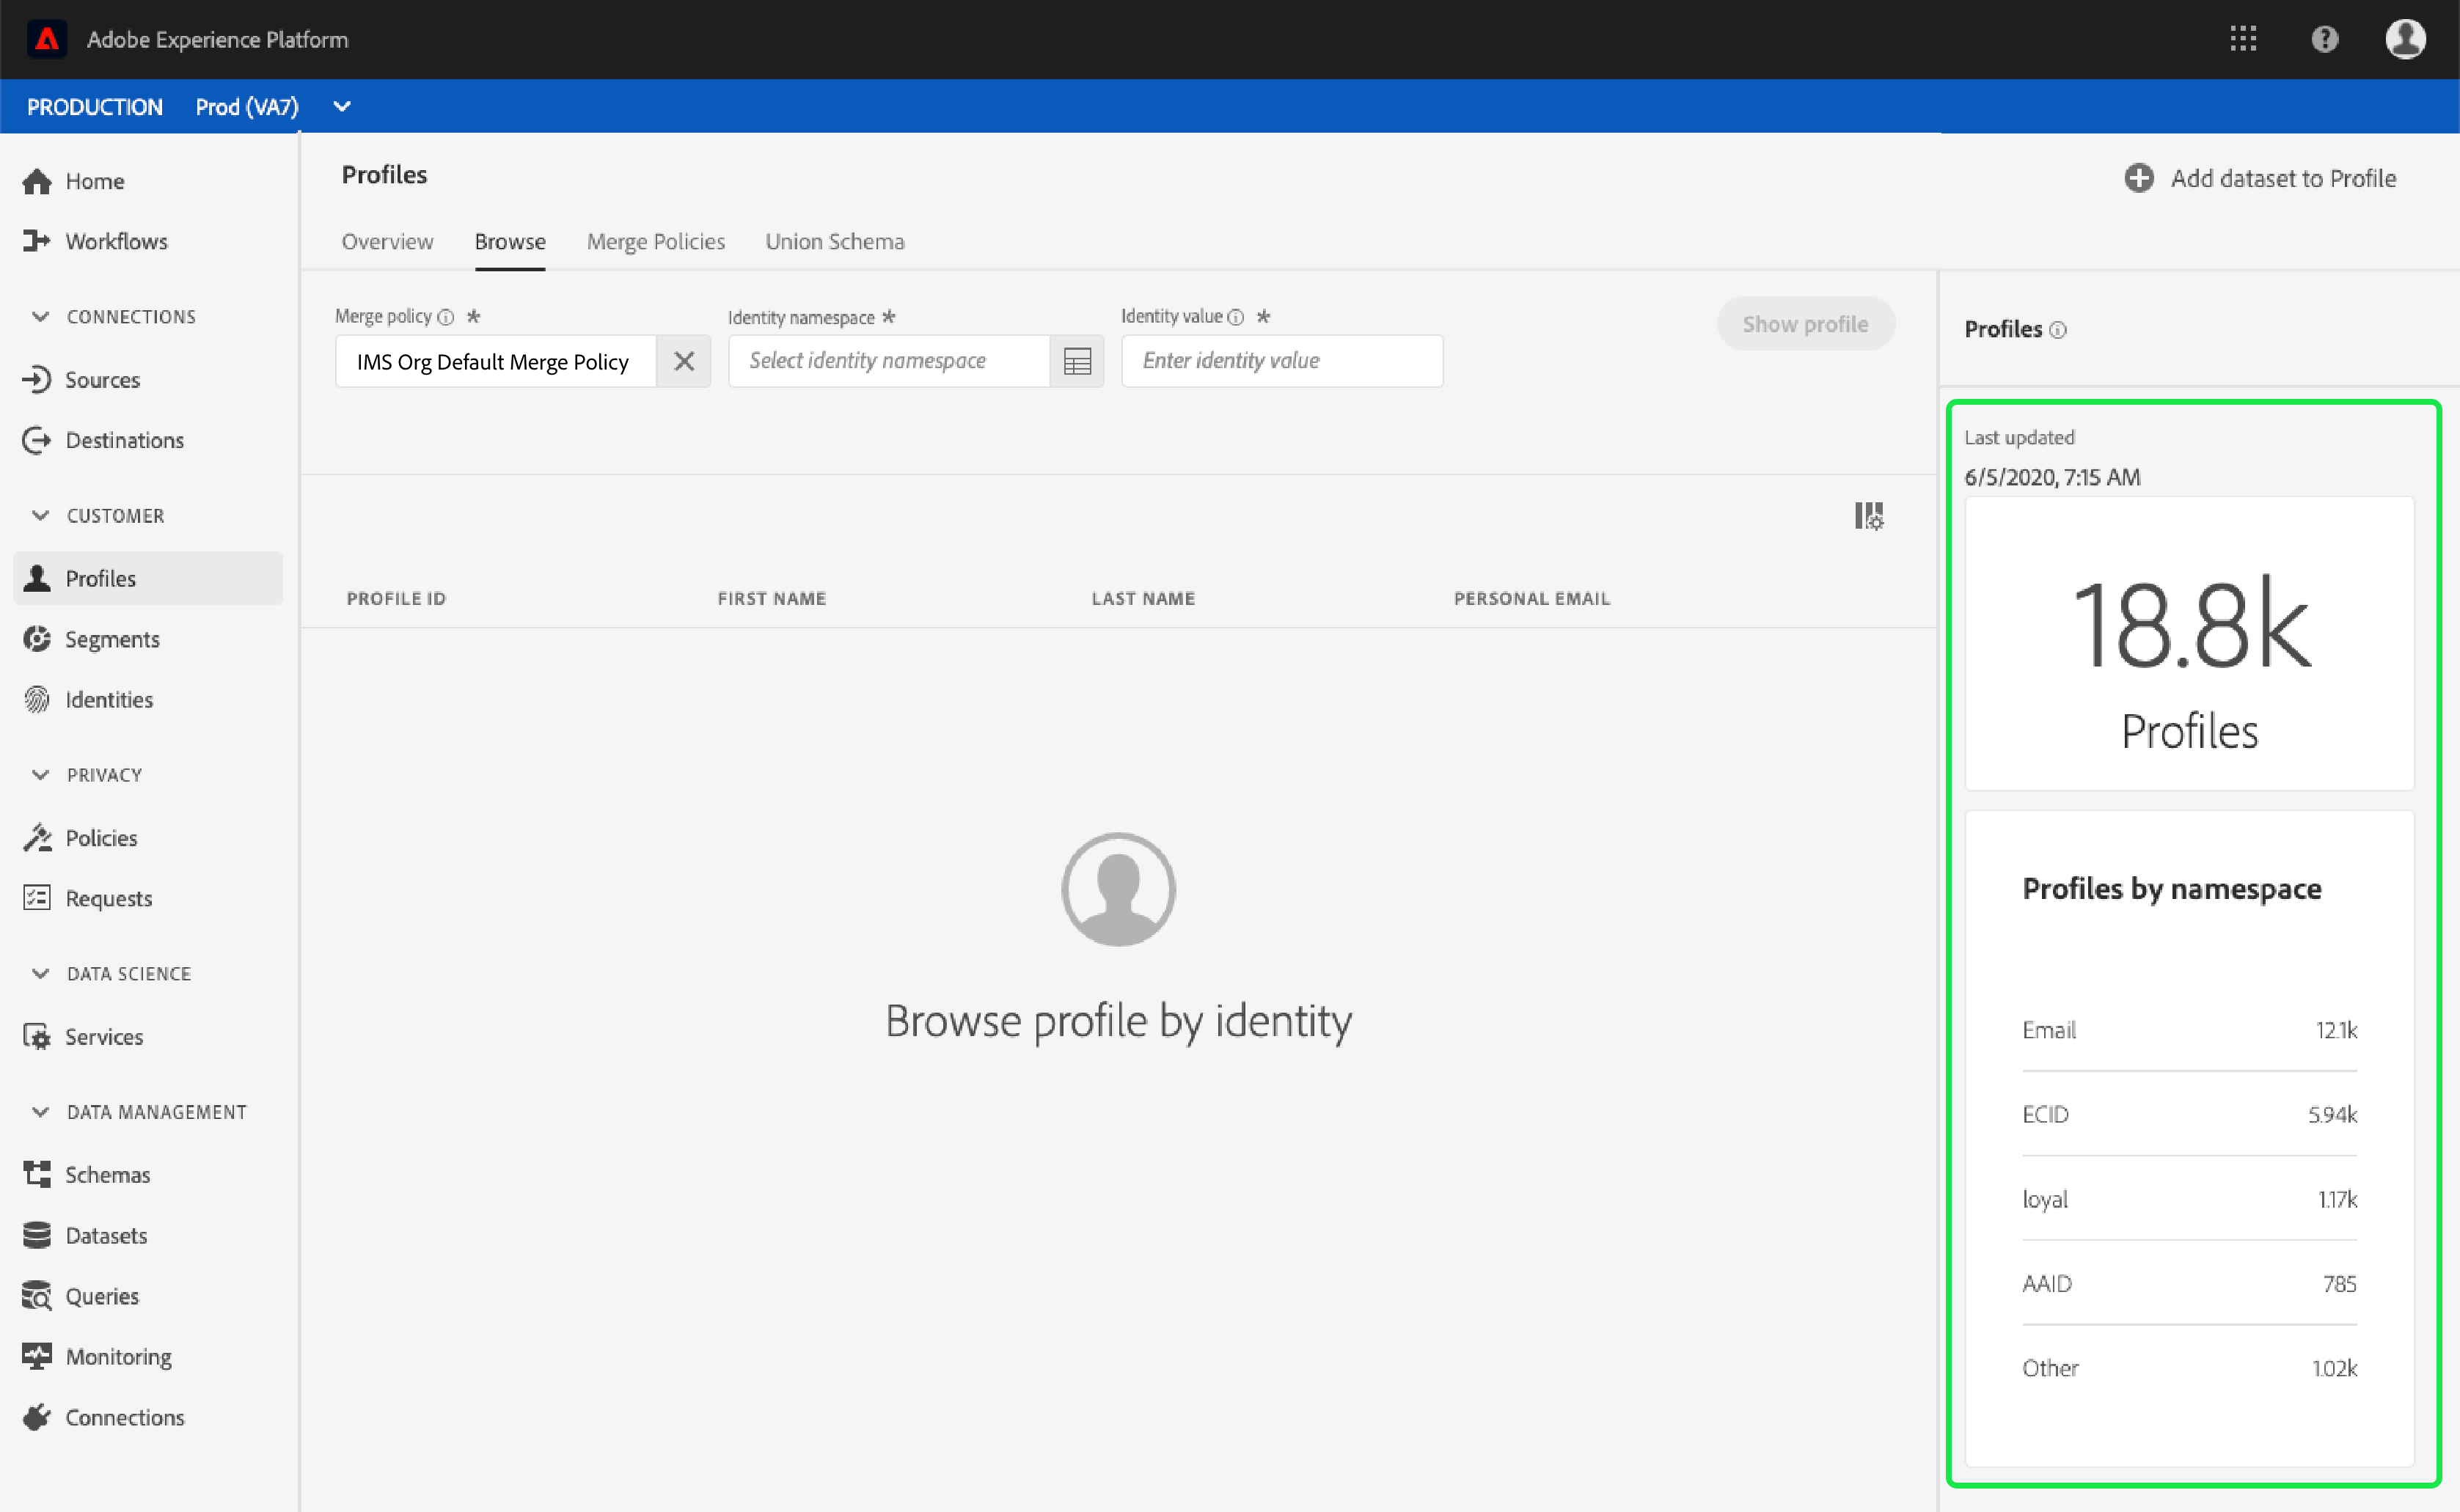 Adobe Experience Platform
PRODUCTION Prod (VA7)
Home
Workflows
CONNECTIONS
Sources
Destinations
CUSTOMER
Profiles
Segments
Identities
PRIVACY
Policies
Requests
DATA SCIENCE
Services
DATA MANAGEMENT
Schemas
Datasets
Queries
Monitoring
Connections
Profiles
Add dataset to Profile
Overview Browse Merge Policies Union Schema
Merge policy * Identity namespace * Identity value *
IMS Org Default Merge Policy Select identity namespace Enter identity value
Show profile
PROFILE ID FIRST NAME LAST NAME PERSONAL EMAIL
Browse profile by identity
Profiles
Last updated
6/5/2020, 7:15 AM
18.8k
Profiles
Profiles by namespace
Email 12.1k
ECID 5.94k
loyal 1.17k
AAID 785
Other 1.02k